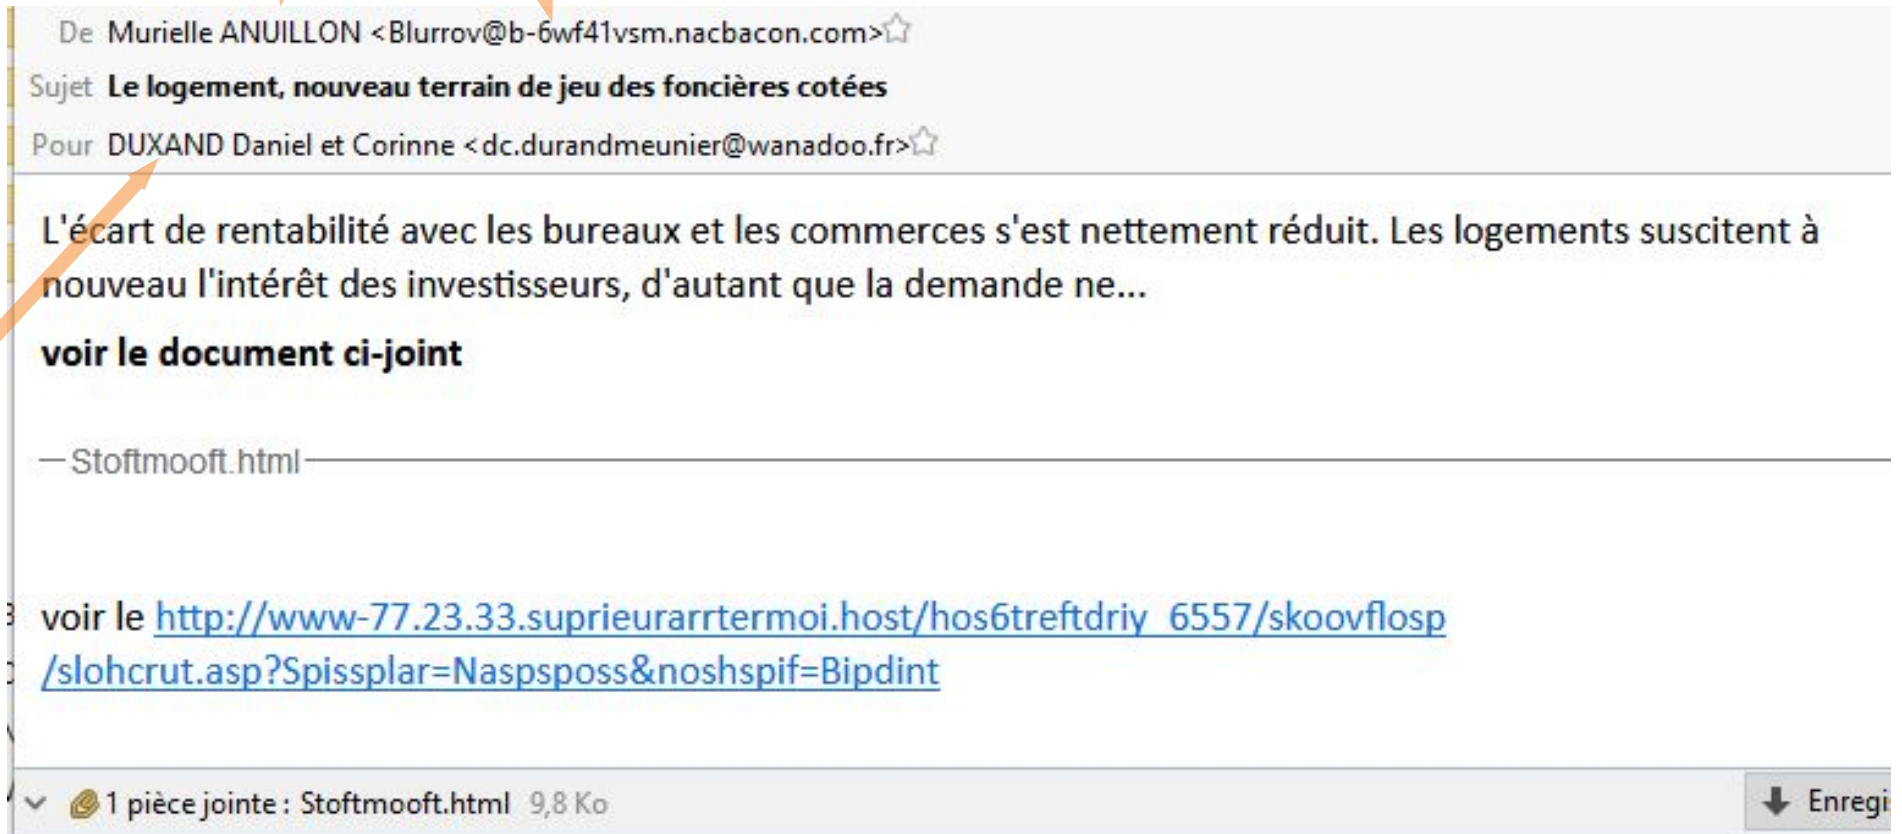 De Murielle ANUILLON <Blurrov@b-6wf41vsm.nacbacon.com>
Sujet Le logement, nouveau terrain de jeu des foncières cotées
Pour DUXAND Daniel et Corinne <dc.durandmeunier@wanadoo.fr>
L'écart de rentabilité avec les bureaux et les commerces s'est nettement réduit. Les logements suscitent à
nouveau l'intérêt des investisseurs, d'autant que la demande ne...
voir le document ci-joint
Stoftmooft.html
voir le http://www-77.23.33.suprieurarrtermoi.host/hos6treftdriy_6557/skoovflosp
/slohcrut.asp?Spissplar=Naspsposs&noshspif=Bipdint
1 pièce jointe : Stoftmooft.html 9,8 Ko
Enregi